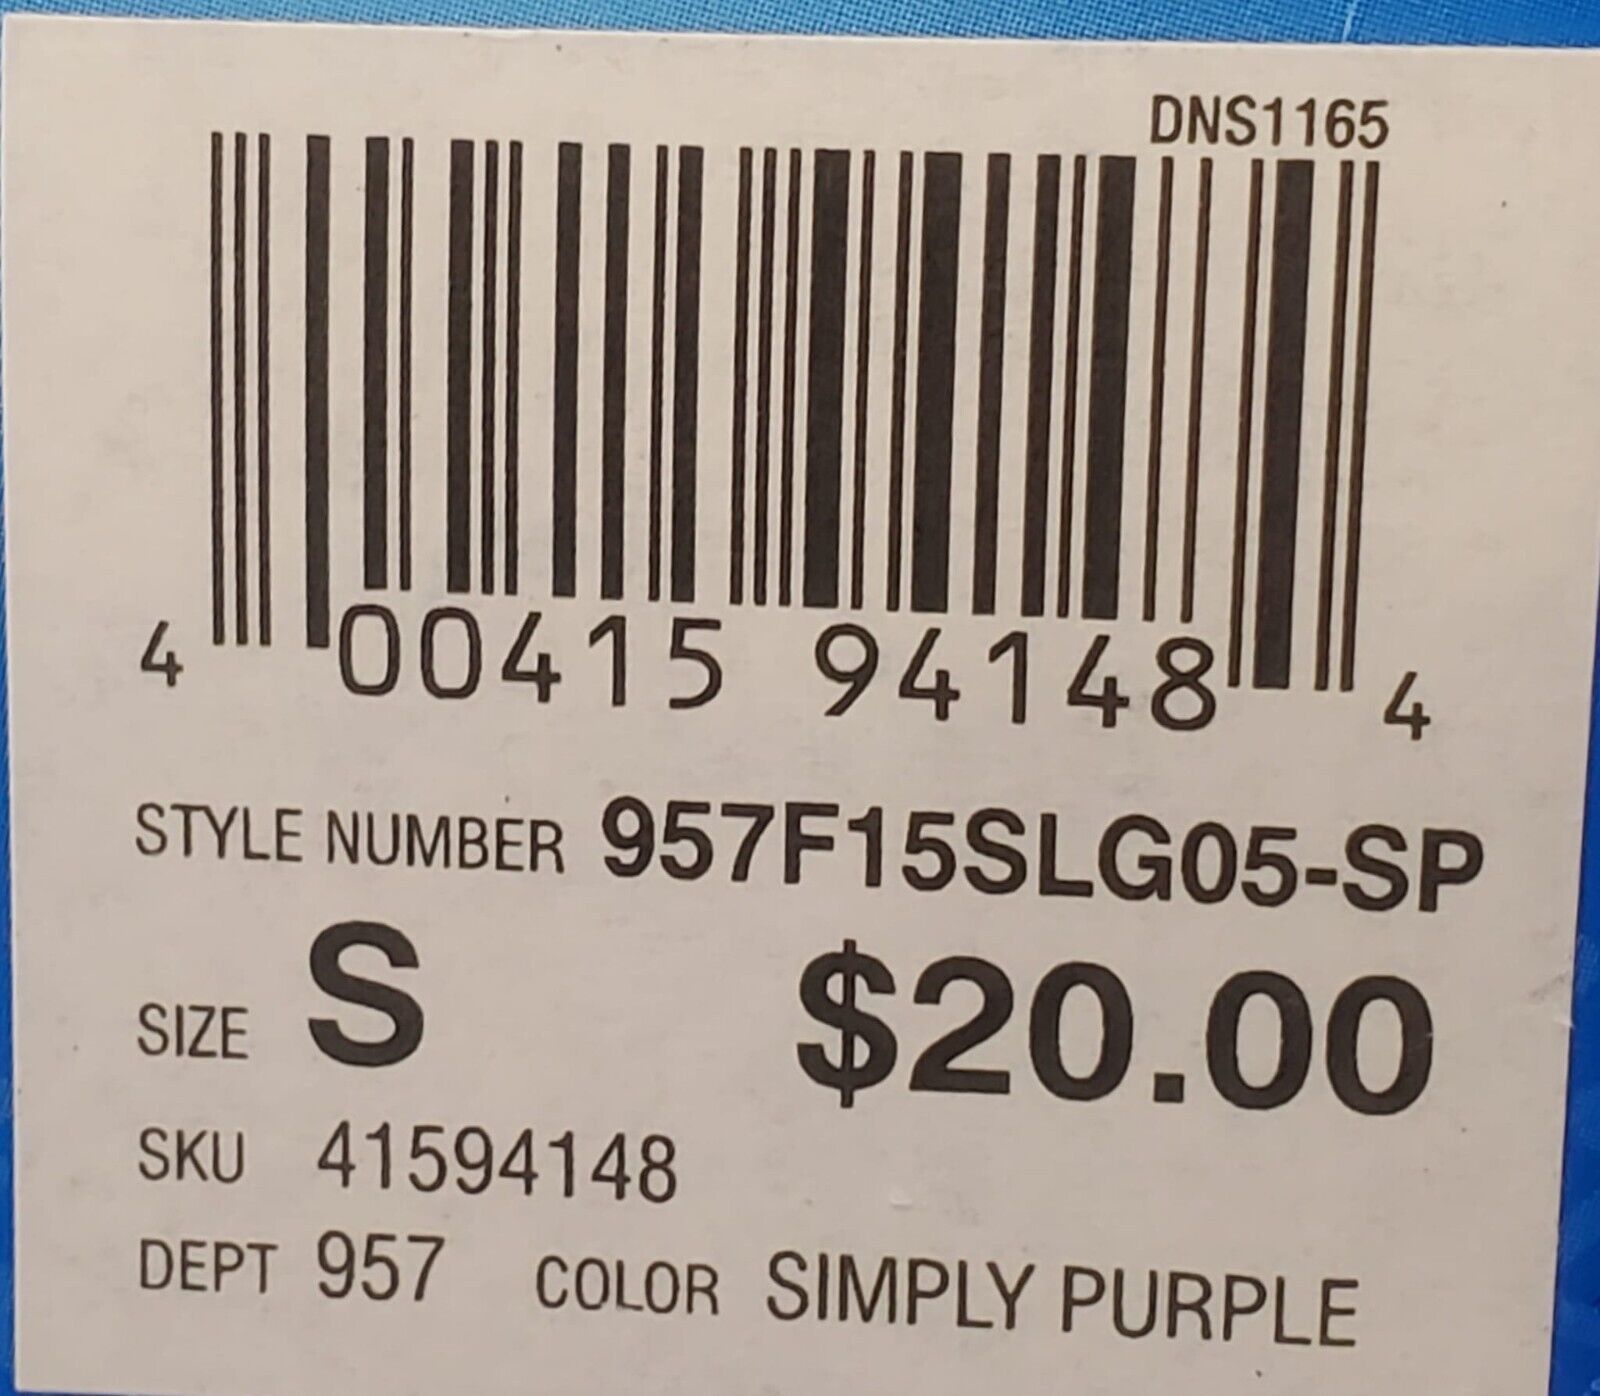 DNS1165
4 00415 94148 4
STYLE NUMBER 957F15SLG05-SP
SIZE S $20.00
SKU 41594148
DEPT 957 COLOR SIMPLY PURPLE